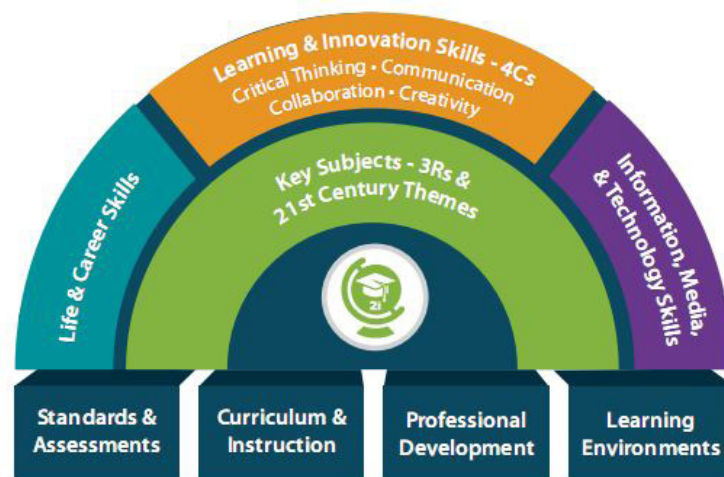 Learning & Innovation Skills - 4Cs
Critical Thinking • Communication
Collaboration • Creativity
Life & Career Skills
Key Subjects - 3Rs &
21st Century Themes
Information, Media,
& Technology Skills
2i
Standards &
Assessments
Curriculum &
Instruction
Professional
Development
Learning
Environments